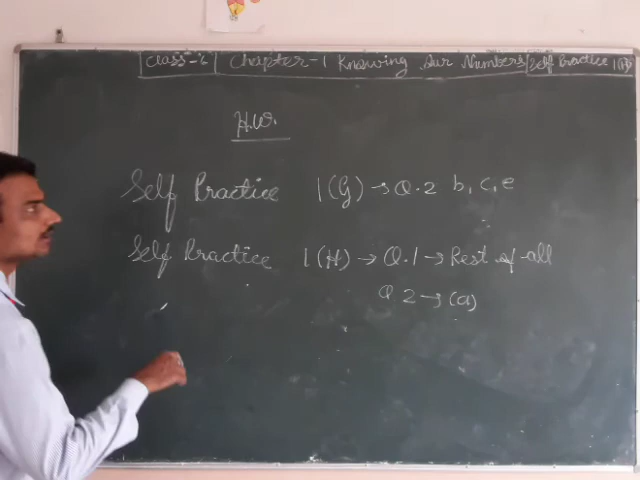 Class-6 Chapter-1 Knowing Our Numbers Self Practice 1(H)
H.W.
Self Practice 1(G) → Q.2 b, c, e
Self Practice 1(H) → Q.1 → Rest of all
Q 2 → (a)